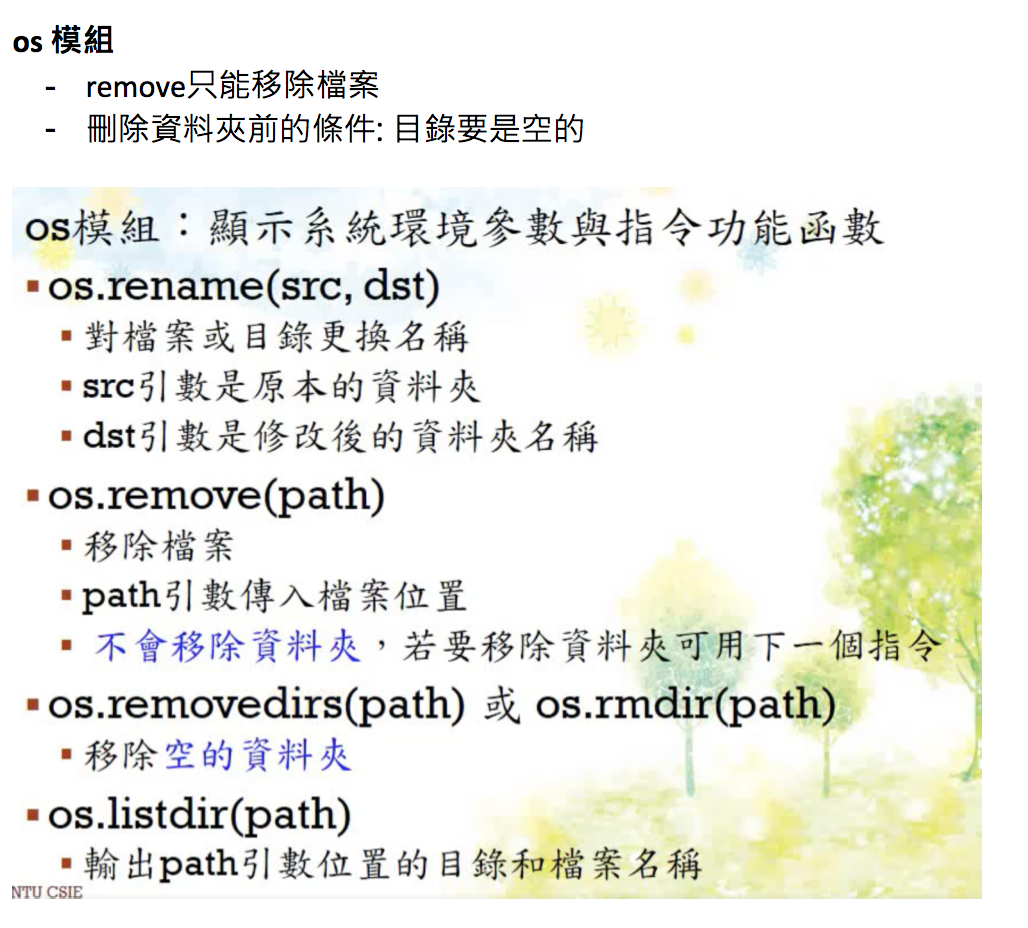 os 模組
- remove只能移除檔案
- 刪除資料夾前的條件: 目錄要是空的
os模組：顯示系統環境參數與指令功能函數
▪ os.rename(src, dst)
▪ 對檔案或目錄更換名稱
▪ src引數是原本的資料夾
▪ dst引數是修改後的資料夾名稱
▪ os.remove(path)
▪ 移除檔案
▪ path引數傳入檔案位置
▪ 不會移除資料夾，若要移除資料夾可用下一個指令
▪ os.removedirs(path) 或 os.rmdir(path)
▪ 移除空的資料夾
▪ os.listdir(path)
▪ 輸出path引數位置的目錄和檔案名稱
NTU CSIE